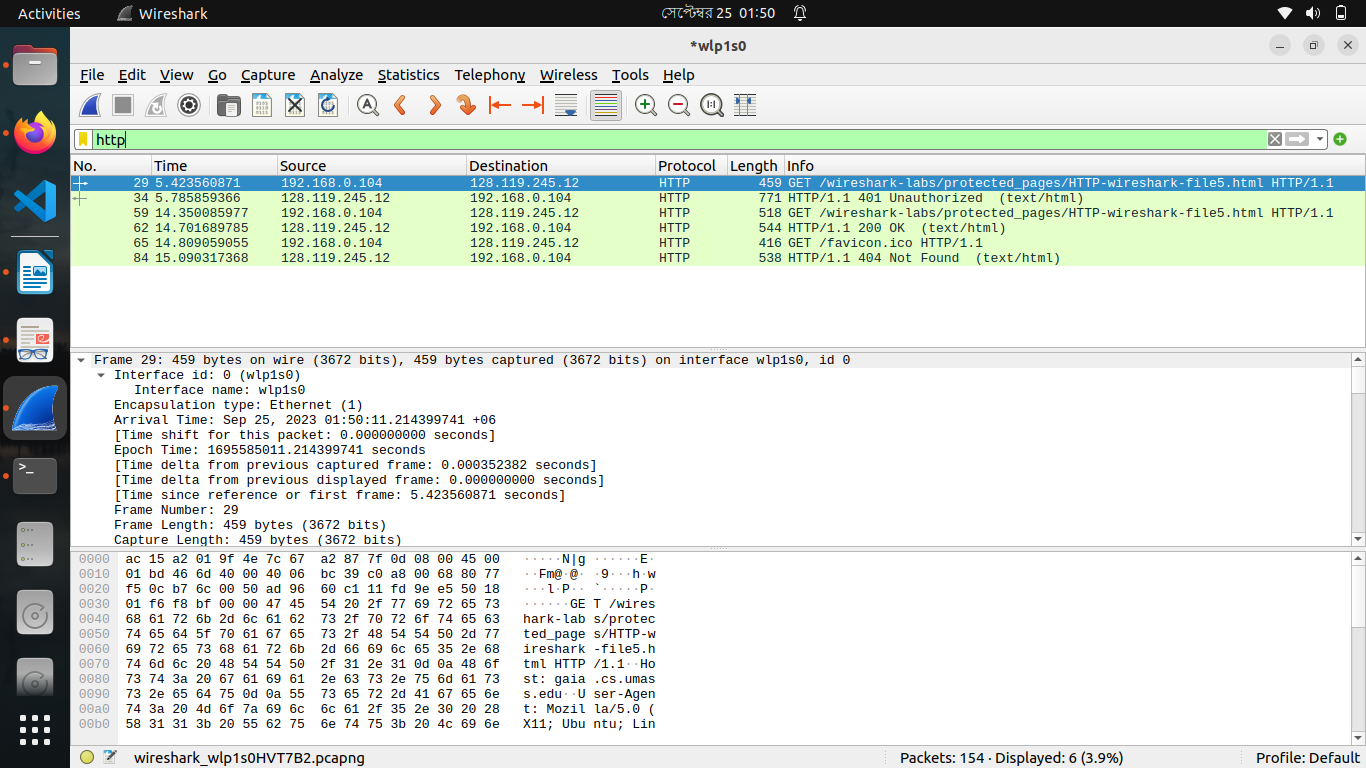 Activities Wireshark সেপ্টেম্বর 25 01:50
*wlp1s0
File Edit View Go Capture Analyze Statistics Telephony Wireless Tools Help
http
No. Time Source Destination Protocol Length Info
29 5.423560871 192.168.0.104 128.119.245.12 HTTP 459 GET /wireshark-labs/protected_pages/HTTP-wireshark-file5.html HTTP/1.1
34 5.785859366 128.119.245.12 192.168.0.104 HTTP 771 HTTP/1.1 401 Unauthorized (text/html)
59 14.350085977 192.168.0.104 128.119.245.12 HTTP 518 GET /wireshark-labs/protected_pages/HTTP-wireshark-file5.html HTTP/1.1
62 14.701689785 128.119.245.12 192.168.0.104 HTTP 544 HTTP/1.1 200 OK (text/html)
65 14.809059055 192.168.0.104 128.119.245.12 HTTP 416 GET /favicon.ico HTTP/1.1
84 15.090317368 128.119.245.12 192.168.0.104 HTTP 538 HTTP/1.1 404 Not Found (text/html)
Frame 29: 459 bytes on wire (3672 bits), 459 bytes captured (3672 bits) on interface wlp1s0, id 0
Interface id: 0 (wlp1s0)
Interface name: wlp1s0
Encapsulation type: Ethernet (1)
Arrival Time: Sep 25, 2023 01:50:11.214399741 +06
[Time shift for this packet: 0.000000000 seconds]
Epoch Time: 1695585011.214399741 seconds
[Time delta from previous captured frame: 0.000352382 seconds]
[Time delta from previous displayed frame: 0.000000000 seconds]
[Time since reference or first frame: 5.423560871 seconds]
Frame Number: 29
Frame Length: 459 bytes (3672 bits)
Capture Length: 459 bytes (3672 bits)
0000 ac 15 a2 01 9f 4e 7c 67 a2 87 7f 0d 08 00 45 00 ·····N|g ······E·
0010 01 bd 46 6d 40 00 40 06 bc 39 c0 a8 00 68 80 77 ··Fm@·@· ·9···h·w
0020 f5 0c b7 6c 00 50 ad 96 60 c1 11 fd 9e e5 50 18 ···l·P·· `·····P·
0030 01 f6 f8 bf 00 00 47 45 54 20 2f 77 69 72 65 73 ······GE T /wires
0040 68 61 72 6b 2d 6c 61 62 73 2f 70 72 6f 74 65 63 hark-lab s/protec
0050 74 65 64 5f 70 61 67 65 73 2f 48 54 54 50 2d 77 ted_page s/HTTP-w
0060 69 72 65 73 68 61 72 6b 2d 66 69 6c 65 35 2e 68 ireshark -file5.h
0070 74 6d 6c 20 48 54 54 50 2f 31 2e 31 0d 0a 48 6f tml HTTP /1.1··Ho
0080 73 74 3a 20 67 61 69 61 2e 63 73 2e 75 6d 61 73 st: gaia .cs.umas
0090 73 2e 65 64 75 0d 0a 55 73 65 72 2d 41 67 65 6e s.edu··U ser-Agen
00a0 74 3a 20 4d 6f 7a 69 6c 6c 61 2f 35 2e 30 20 28 t: Mozil la/5.0 (
00b0 58 31 31 3b 20 55 62 75 6e 74 75 3b 20 4c 69 6e X11; Ubu ntu; Lin
wireshark_wlp1s0HVT7B2.pcapng Packets: 154 · Displayed: 6 (3.9%) Profile: Default